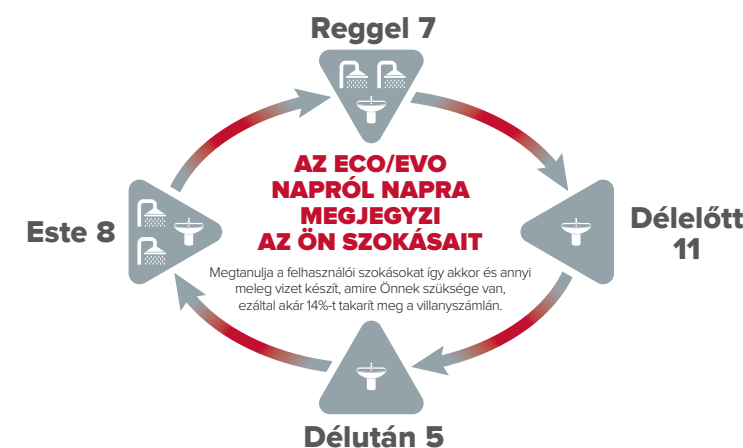 Reggel 7
AZ ECO/EVO
NAPRÓL NAPRA
MEGJEGYZI
AZ ÖN SZOKÁSAIT
Megtanulja a felhasználói szokásokat így akkor és annyi
meleg vizet készít, amire Önnek szüksége van,
ezáltal akár 14%-t takarít meg a villanyszámlán.
Délelőtt
11
Délután 5
Este 8